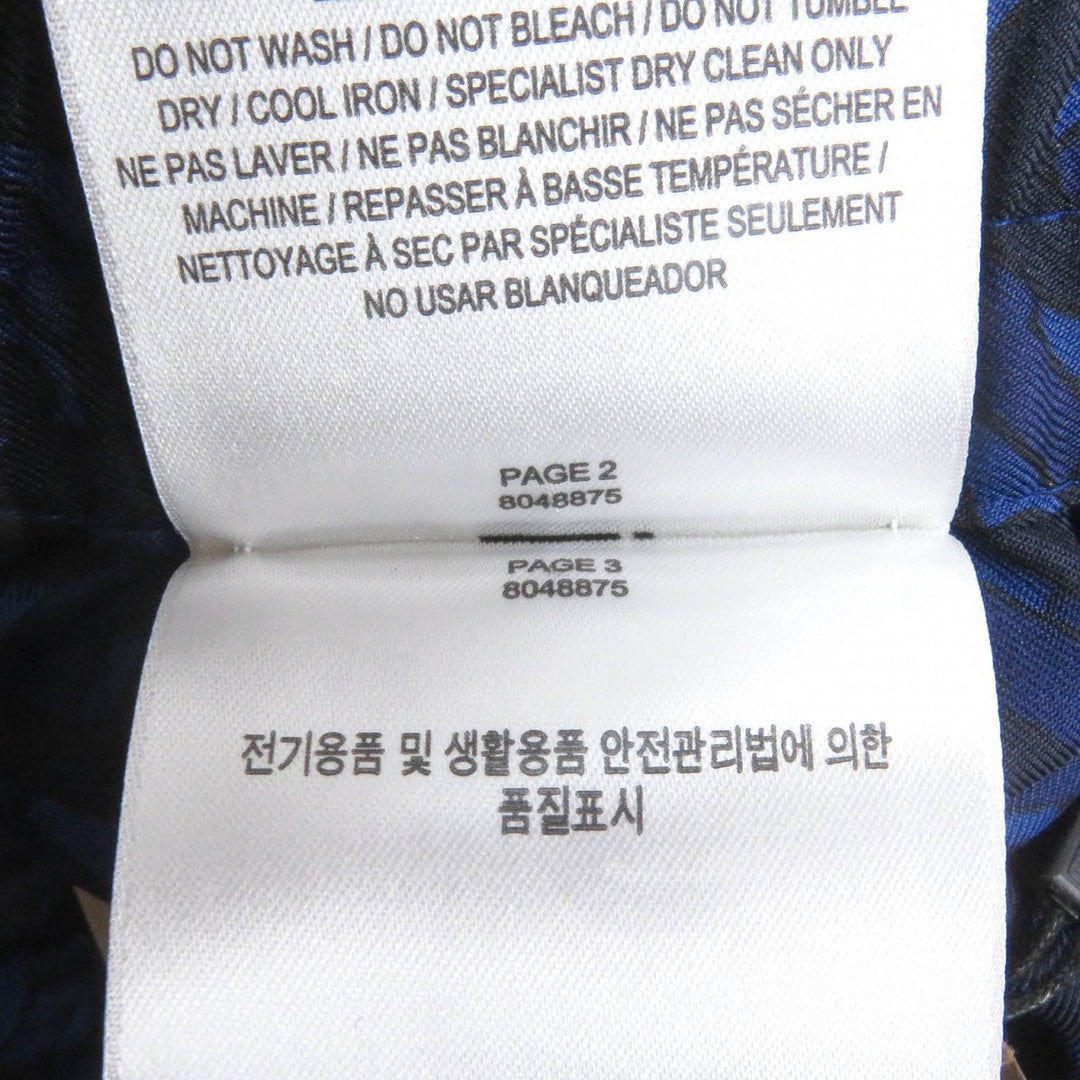 DO NOT WASH / DO NOT BLEACH / DO NOT TUMBLE
DRY / COOL IRON / SPECIALIST DRY CLEAN ONLY
NE PAS LAVER / NE PAS BLANCHIR / NE PAS SÉCHER EN
MACHINE / REPASSER À BASSE TEMPÉRATURE /
NETTOYAGE À SEC PAR SPÉCIALISTE SEULEMENT
NO USAR BLANQUEADOR
PAGE 2
8048875
PAGE 3
8048875
전기용품 및 생활용품 안전관리법에 의한
품질표시